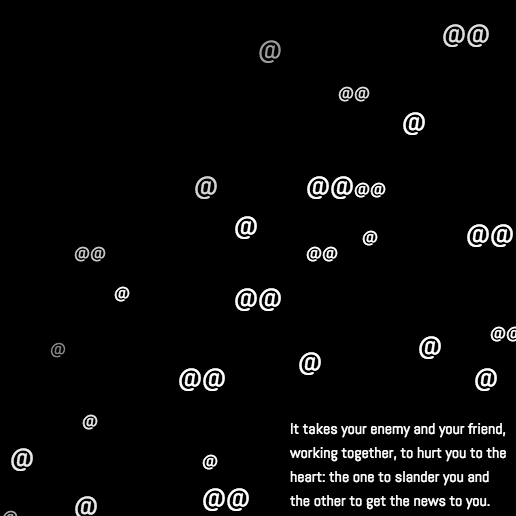 @ @@
@@
@
@ @@@@
@
@@ @@ @ @@
@ @@
@@
@ @ @
@@ @
@
It takes your enemy and your friend,
working together, to hurt you to the
@ @
heart: the one to slander you and
@ @ @@
the other to get the news to you.
@